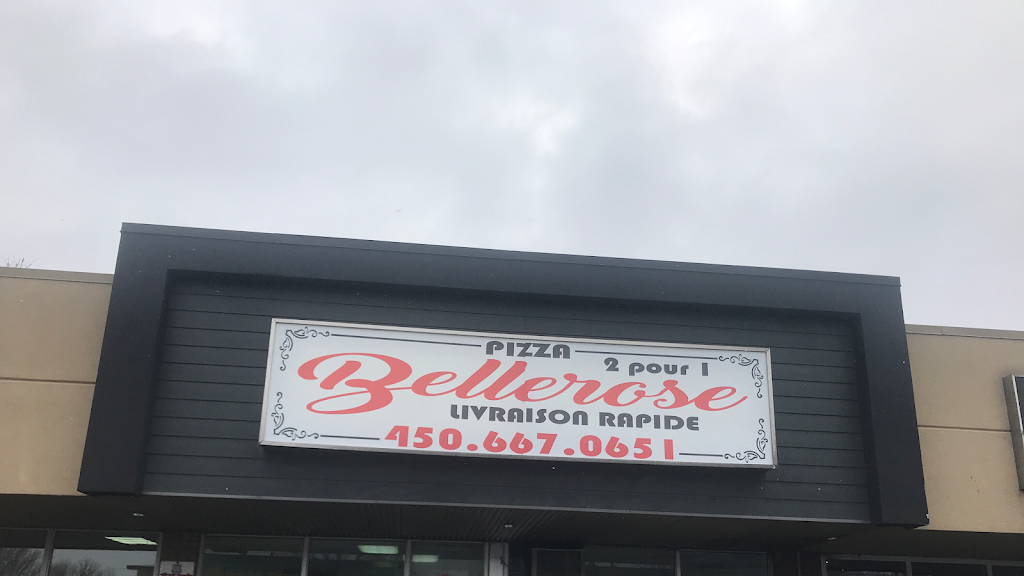 PIZZA
2 pour 1
Bellerose
LIVRAISON RAPIDE
450.667.0651